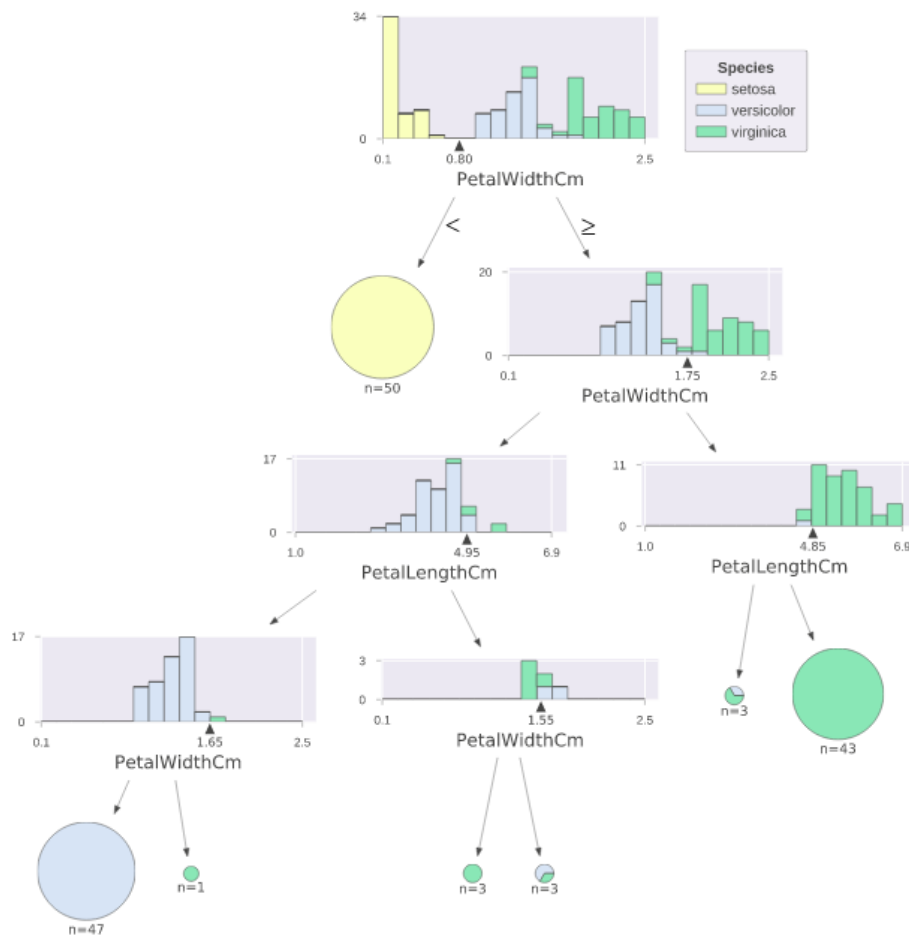 34
0
0.1
0.80
2.5
PetalWidthCm
Species
setosa
versicolor
virginica
<
≥
n=50
20
0
0.1
1.75
2.5
PetalWidthCm
17
0
1.0
4.95
6.9
PetalLengthCm
11
0
1.0
4.85
6.9
PetalLengthCm
17
0
0.1
1.65
2.5
PetalWidthCm
3
0
0.1
1.55
2.5
PetalWidthCm
n=3
n=43
n=47
n=1
n=3
n=3